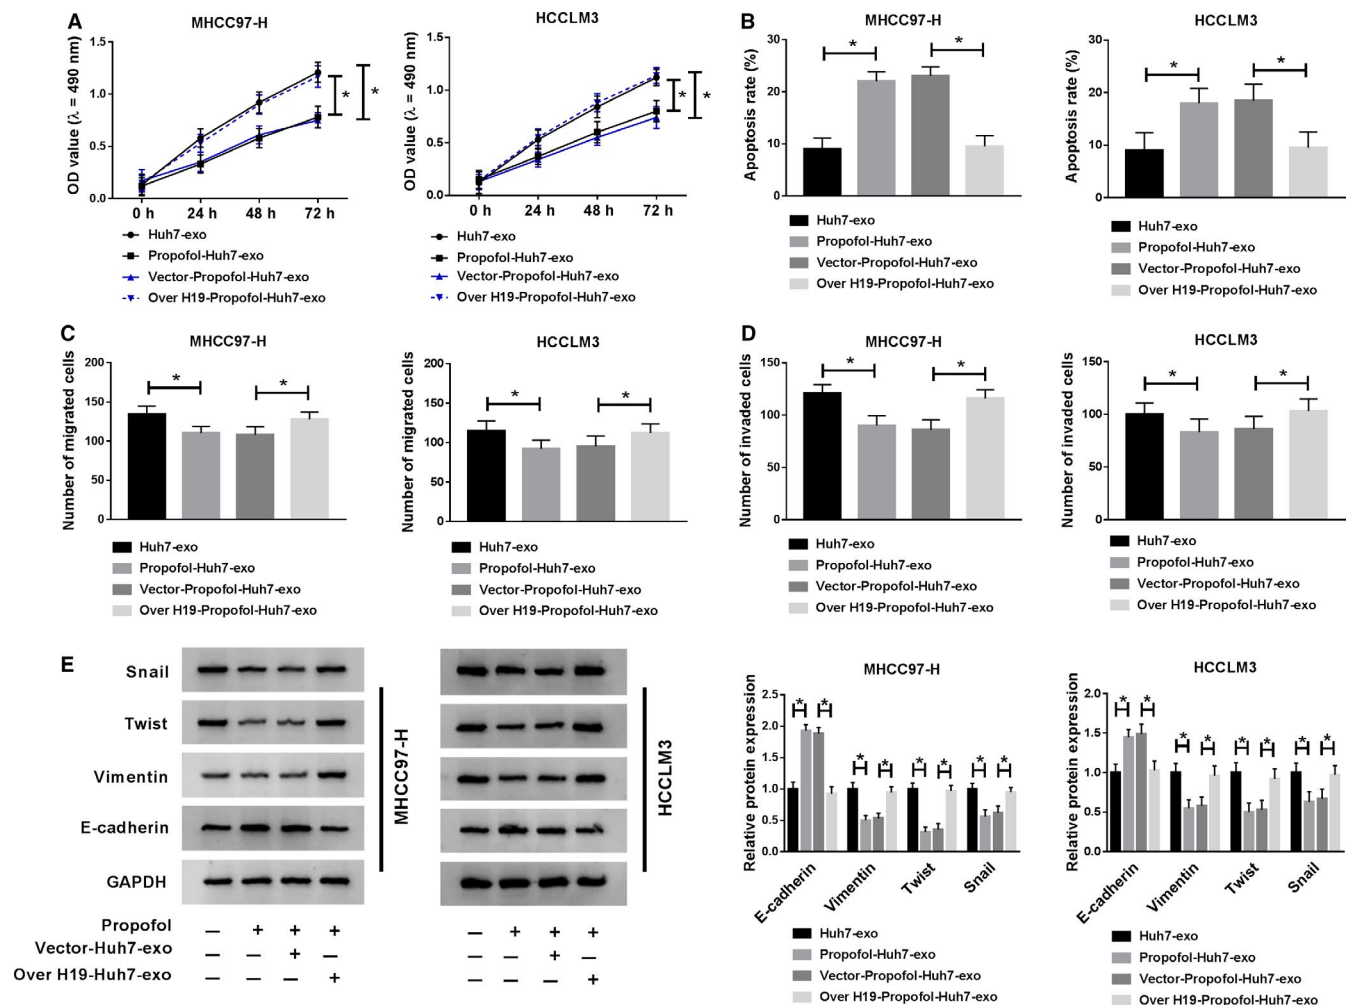 A
MHCC97-H
OD value (λ = 490 nm)
1.5
1.0
0.5
0.0
0 h 24 h 48 h 72 h
*
*
Huh7-exo
Propofol-Huh7-exo
Vector-Propofol-Huh7-exo
Over H19-Propofol-Huh7-exo
HCCLM3
OD value (λ = 490 nm)
1.5
1.0
0.5
0.0
0 h 24 h 48 h 72 h
*
*
Huh7-exo
Propofol-Huh7-exo
Vector-Propofol-Huh7-exo
Over H19-Propofol-Huh7-exo
B
MHCC97-H
Apoptosis rate (%)
30
20
10
0
*
*
Huh7-exo
Propofol-Huh7-exo
Vector-Propofol-Huh7-exo
Over H19-Propofol-Huh7-exo
HCCLM3
Apoptosis rate (%)
30
20
10
0
*
*
Huh7-exo
Propofol-Huh7-exo
Vector-Propofol-Huh7-exo
Over H19-Propofol-Huh7-exo
C
MHCC97-H
Number of migrated cells
200
150
100
50
0
*
*
Huh7-exo
Propofol-Huh7-exo
Vector-Propofol-Huh7-exo
Over H19-Propofol-Huh7-exo
HCCLM3
Number of migrated cells
200
150
100
50
0
*
*
Huh7-exo
Propofol-Huh7-exo
Vector-Propofol-Huh7-exo
Over H19-Propofol-Huh7-exo
D
MHCC97-H
Number of invaded cells
150
100
50
0
*
*
Huh7-exo
Propofol-Huh7-exo
Vector-Propofol-Huh7-exo
Over H19-Propofol-Huh7-exo
HCCLM3
Number of invaded cells
150
100
50
0
*
*
Huh7-exo
Propofol-Huh7-exo
Vector-Propofol-Huh7-exo
Over H19-Propofol-Huh7-exo
E
Snail
Twist
Vimentin
E-cadherin
GAPDH
MHCC97-H
HCCLM3
Propofol — + + + — + + +
Vector-Huh7-exo — — + — — — + —
Over H19-Huh7-exo — — — + — — — +
MHCC97-H
Relative protein expression
2.5
2.0
1.5
1.0
0.5
0.0
* *
* *
* *
* *
E-cadherin Vimentin Twist Snail
Huh7-exo
Propofol-Huh7-exo
Vector-Propofol-Huh7-exo
Over H19-Propofol-Huh7-exo
HCCLM3
Relative protein expression
2.0
1.5
1.0
0.5
0.0
* *
* *
* *
* *
E-cadherin Vimentin Twist Snail
Huh7-exo
Propofol-Huh7-exo
Vector-Propofol-Huh7-exo
Over H19-Propofol-Huh7-exo